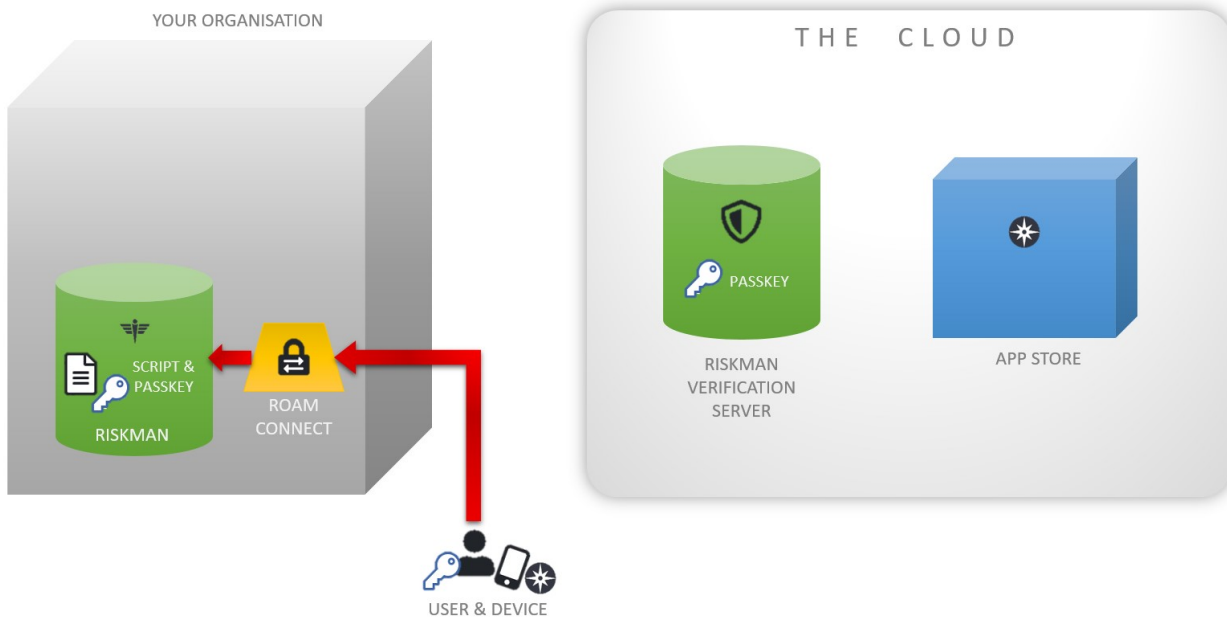 YOUR ORGANISATION
THE CLOUD
PASSKEY
SCRIPT &
PASSKEY
RISKMAN
ROAM
CONNECT
RISKMAN
VERIFICATION
SERVER
APP STORE
USER & DEVICE